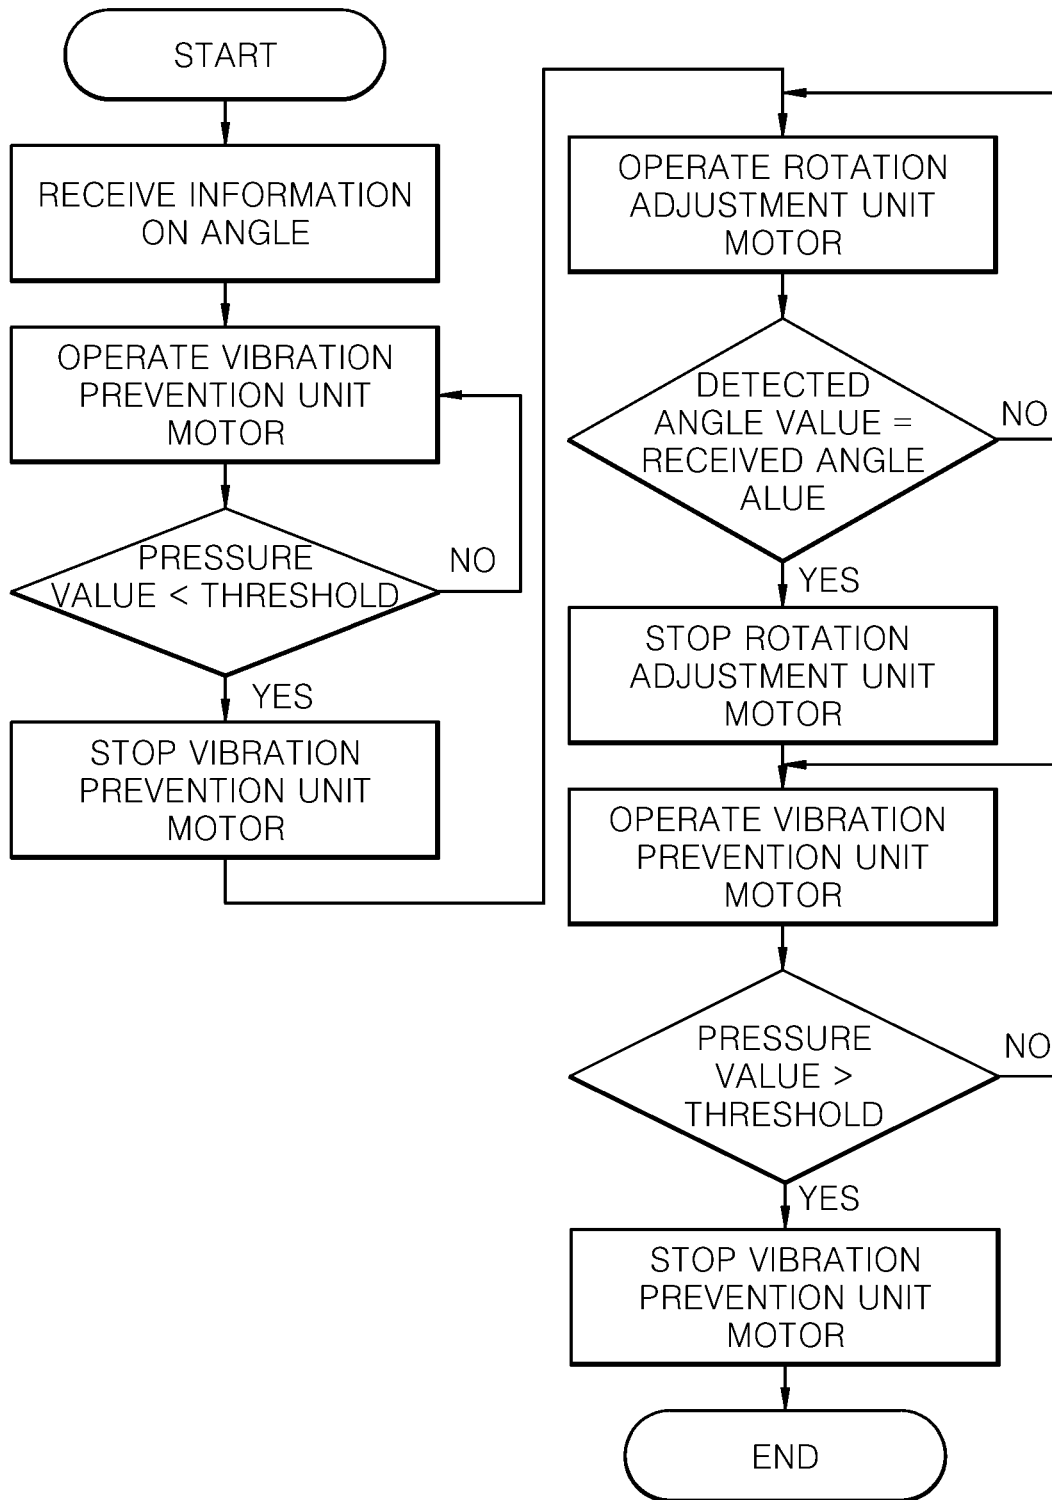 START
RECEIVE INFORMATION
ON ANGLE
OPERATE VIBRATION
PREVENTION UNIT
MOTOR
PRESSURE
VALUE < THRESHOLD
NO
YES
STOP VIBRATION
PREVENTION UNIT
MOTOR
OPERATE ROTATION
ADJUSTMENT UNIT
MOTOR
DETECTED
ANGLE VALUE =
RECEIVED ANGLE
ALUE
NO
YES
STOP ROTATION
ADJUSTMENT UNIT
MOTOR
OPERATE VIBRATION
PREVENTION UNIT
MOTOR
PRESSURE
VALUE >
THRESHOLD
NO
YES
STOP VIBRATION
PREVENTION UNIT
MOTOR
END